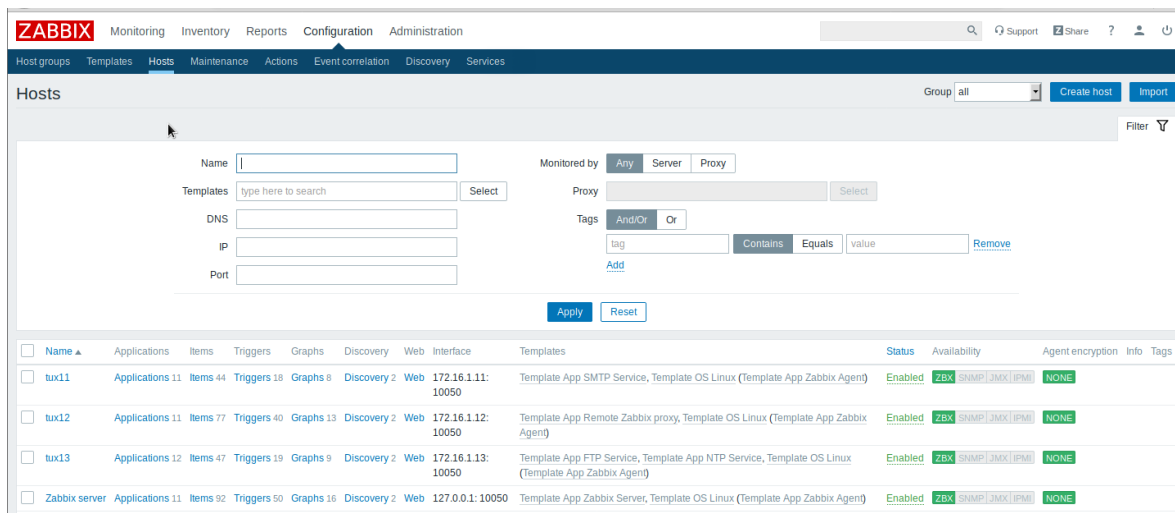 ZABBIX Monitoring Inventory Reports Configuration Administration Support Z Share ?
Host groups Templates Hosts Maintenance Actions Event correlation Discovery Services
Hosts Group all Create host Import
Filter
Name Monitored by Any Server Proxy
Templates type here to search Select Proxy Select
DNS Tags And/Or Or
IP tag Contains Equals value Remove
Port Add
Apply Reset
Name Applications Items Triggers Graphs Discovery Web Interface Templates Status Availability Agent encryption Info Tags
tux11 Applications 11 Items 44 Triggers 18 Graphs 8 Discovery 2 Web 172.16.1.11: Template App SMTP Service, Template OS Linux (Template App Zabbix Agent) Enabled ZBX SNMP JMX IPMI NONE
10050
tux12 Applications 11 Items 77 Triggers 40 Graphs 13 Discovery 2 Web 172.16.1.12: Template App Remote Zabbix proxy, Template OS Linux (Template App Zabbix Enabled ZBX SNMP JMX IPMI NONE
10050 Agent)
tux13 Applications 12 Items 47 Triggers 19 Graphs 9 Discovery 2 Web 172.16.1.13: Template App FTP Service, Template App NTP Service, Template OS Linux Enabled ZBX SNMP JMX IPMI NONE
10050 (Template App Zabbix Agent)
Zabbix server Applications 11 Items 92 Triggers 50 Graphs 16 Discovery 2 Web 127.0.0.1: 10050 Template App Zabbix Server, Template OS Linux (Template App Zabbix Agent) Enabled ZBX SNMP JMX IPMI NONE